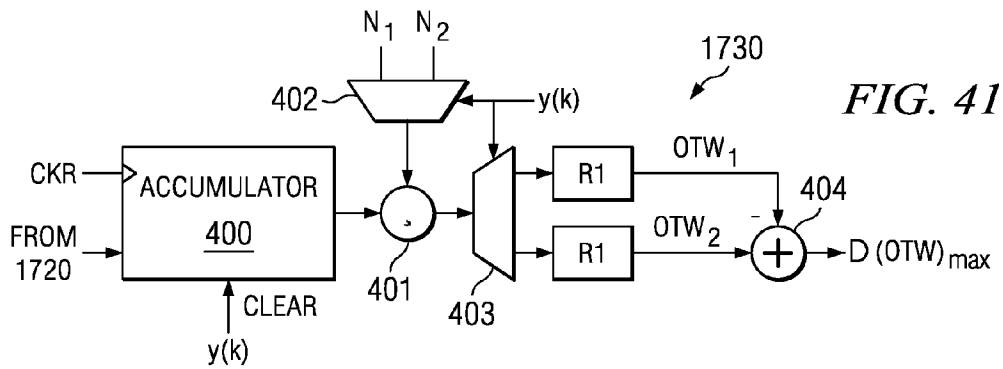 N1 N2
1730
402
y(k)
FIG. 41
CKR
ACCUMULATOR
400
R1
OTW1
404
FROM
1720
401
-
+
D (OTW)max
R1
OTW2
403
CLEAR
y(k)